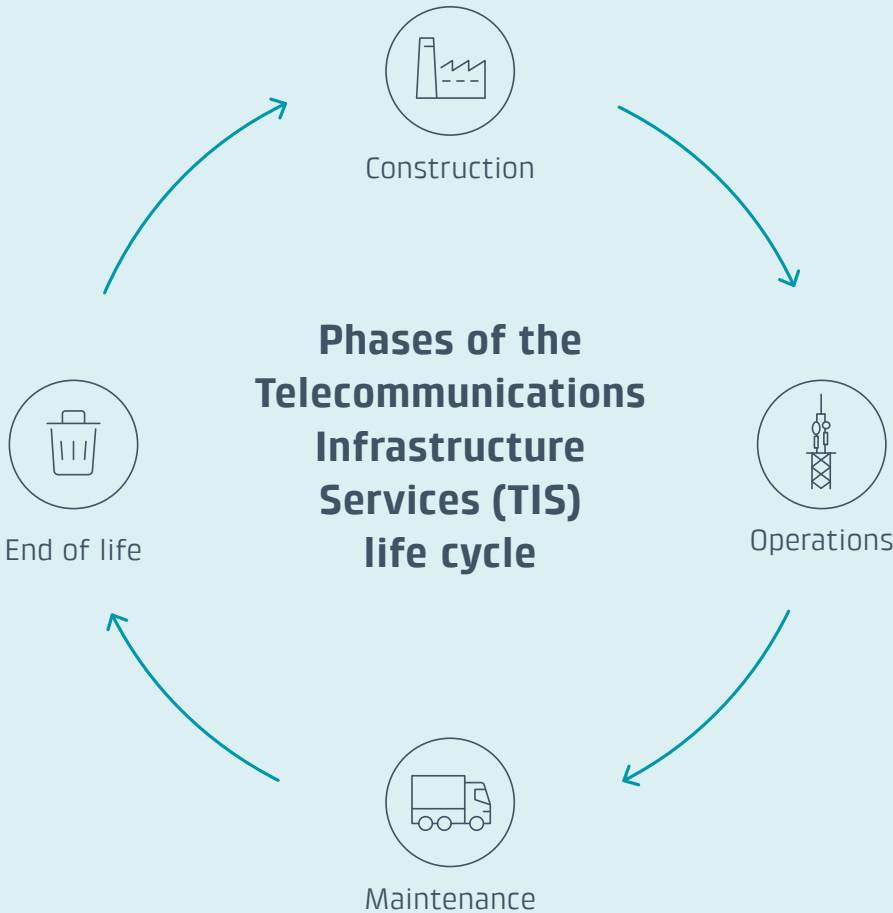 Construction
Phases of the
Telecommunications
Infrastructure
Services (TIS)
life cycle
End of life
Operations
Maintenance